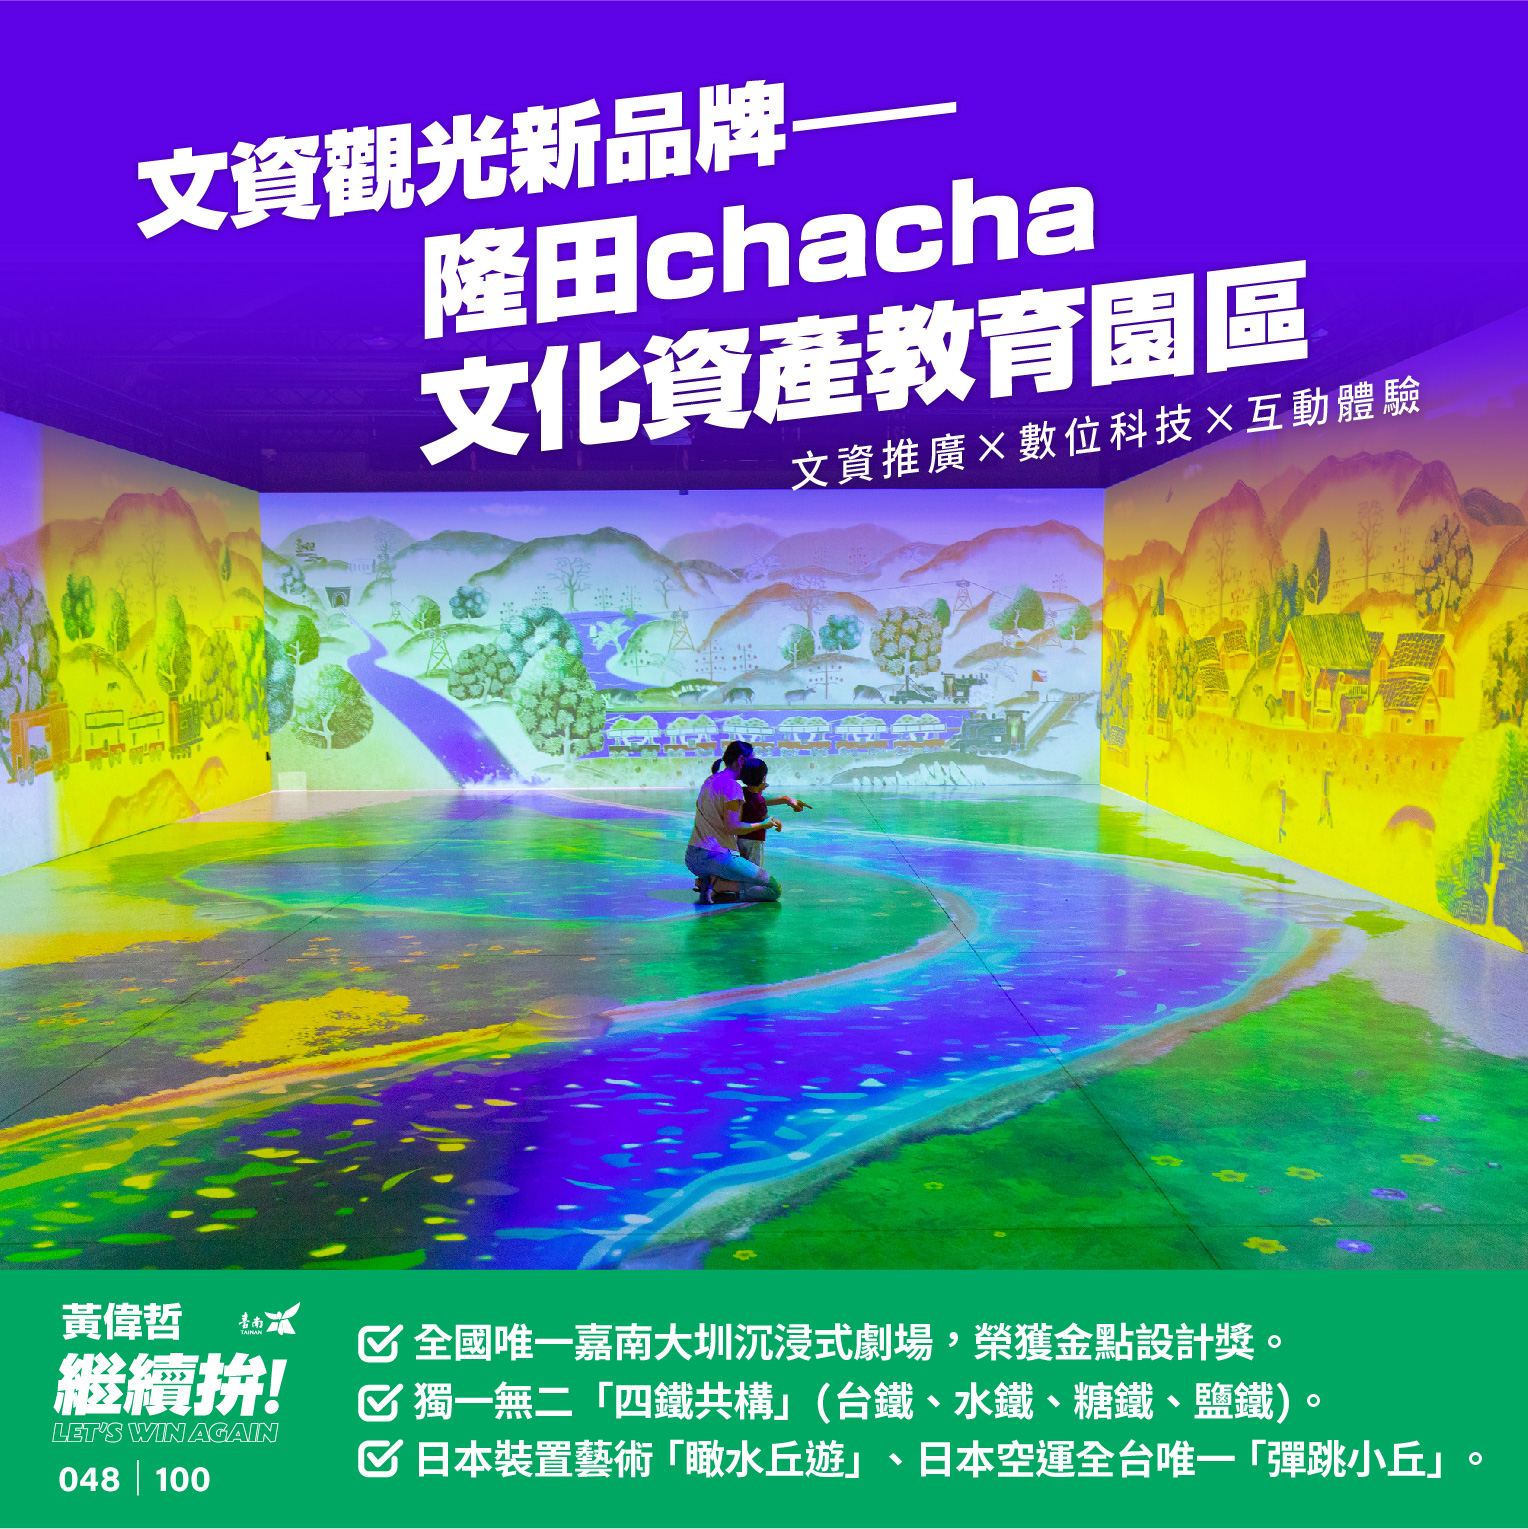 文資觀光新品牌——
隆田chacha
文化資產教育園區
文資推廣×數位科技×互動體驗
黃偉哲
臺南
TAINAN
繼續拚!
LET'S WIN AGAIN
048 | 100
全國唯一嘉南大圳沉浸式劇場，榮獲金點設計獎。
獨一無二「四鐵共構」(台鐵、水鐵、糖鐵、鹽鐵)。
日本裝置藝術「瞰水丘遊」、日本空運全台唯一「彈跳小丘」。